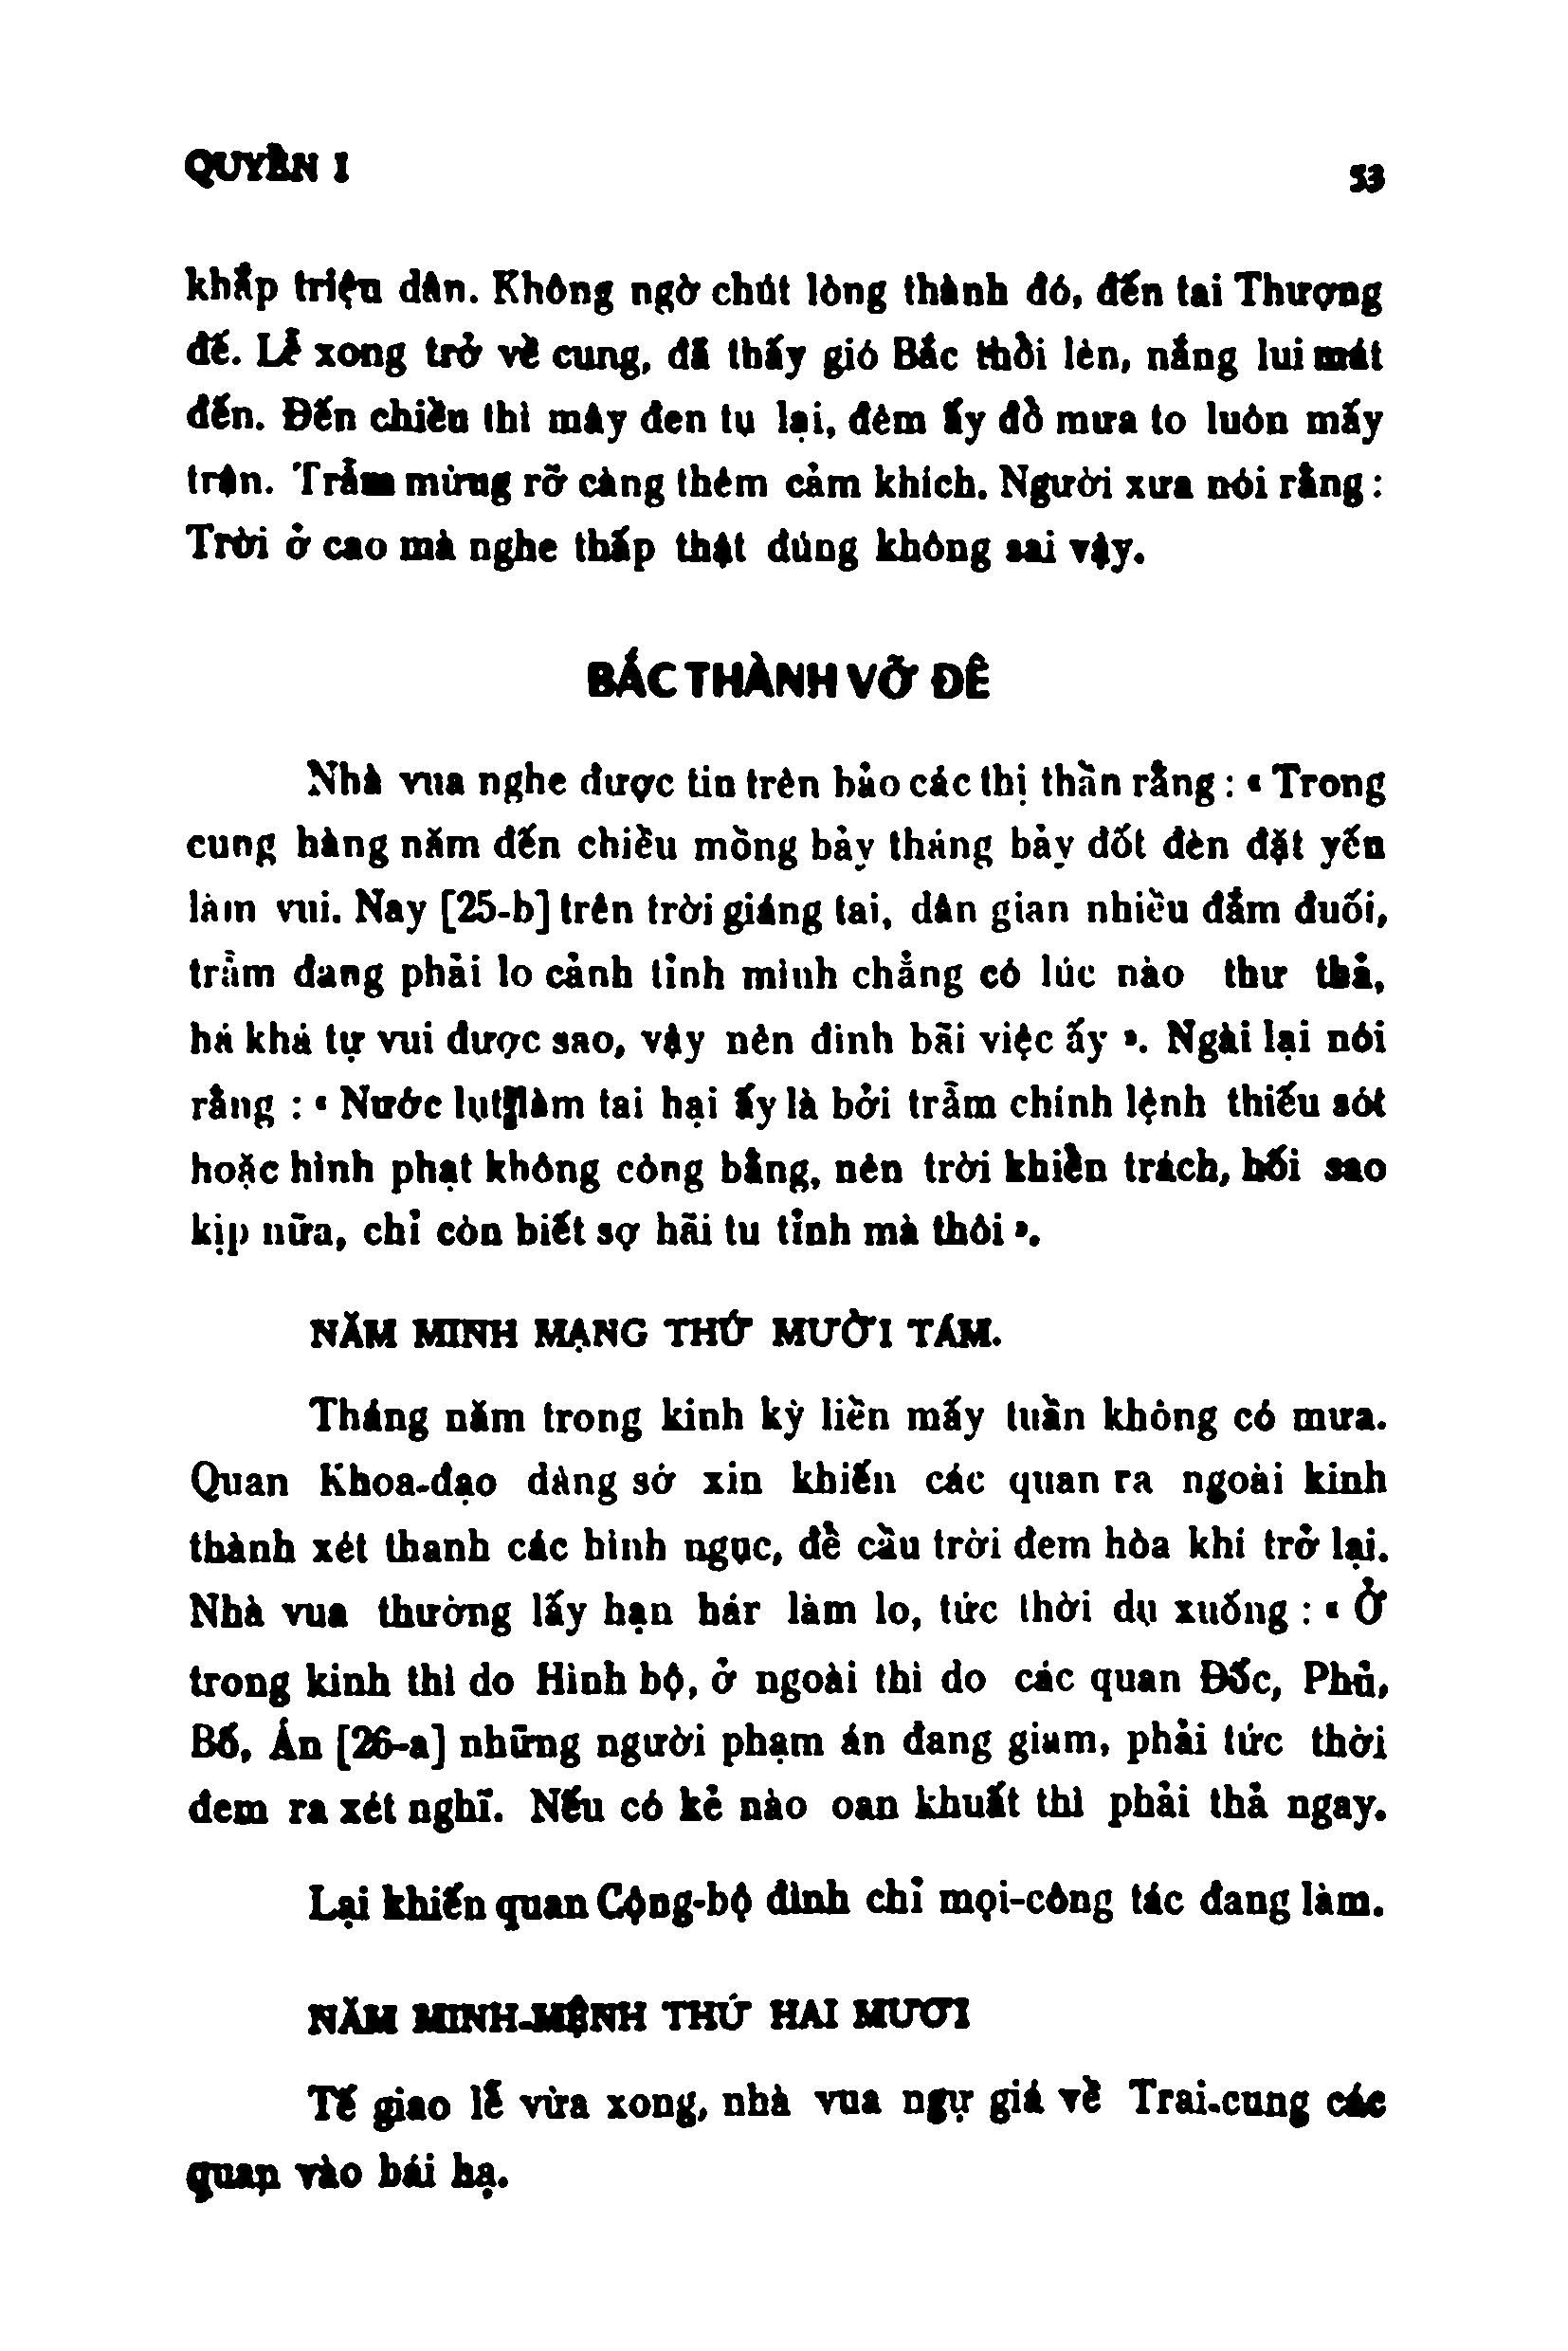 QUYỀN I
53
khắp triệu dân. Không ngờ chút lòng thành đó, đến tai Thượng
đế. Lễ xong trở về cung, đã thấy gió Bắc thổi lên, nắng lui mát
đến. Đến chiều thì mây đen tụ lại, đêm ấy đổ mưa to luôn mấy
trận. Trẫm mừng rỡ càng thêm cảm khích. Người xưa nói rằng :
Trời ở cao mà nghe thấp thật đúng không sai vậy.
BẮC THÀNH VỠ ĐÊ
Nhà vua nghe được tin trên bảo các thị thần rằng : « Trong
cung hàng năm đến chiều mồng bảy tháng bảy đốt đèn đặt yến
làm vui. Nay [25-b] trên trời giáng tai, dân gian nhiều đắm đuối,
trẫm đang phải lo cảnh tỉnh mình chẳng có lúc nào thư thả,
há khá tự vui được sao, vậy nên đình bãi việc ấy ». Ngài lại nói
rằng : « Nước lụt làm tai hại ấy là bởi trẫm chính lệnh thiếu sót
hoặc hình phạt không công bằng, nên trời khiển trách, hối sao
kịp nữa, chỉ còn biết sợ hãi tu tỉnh mà thôi ».
NĂM MINH MẠNG THỨ MƯỜI TÁM.
Tháng năm trong kinh kỳ liền mấy tuần không có mưa.
Quan Khoa-đạo dâng sớ xin khiến các quan ra ngoài kinh
thành xét thanh các hình ngục, để cầu trời đem hòa khí trở lại.
Nhà vua thường lấy hạn hán làm lo, tức thời dụ xuống : « Ở
trong kinh thì do Hình bộ, ở ngoài thì do các quan Đốc, Phủ,
Bố, Án [26-a] những người phạm án đang giam, phải tức thời
đem ra xét nghĩ. Nếu có kẻ nào oan khuất thì phải thả ngay.
Lại khiến quan Cộng-bộ đình chỉ mọi-công tác đang làm.
NĂM MINH-MỆNH THỨ HAI MƯƠI
Tế giao lễ vừa xong, nhà vua ngự giá về Trai-cung các
quan vào bái hạ.